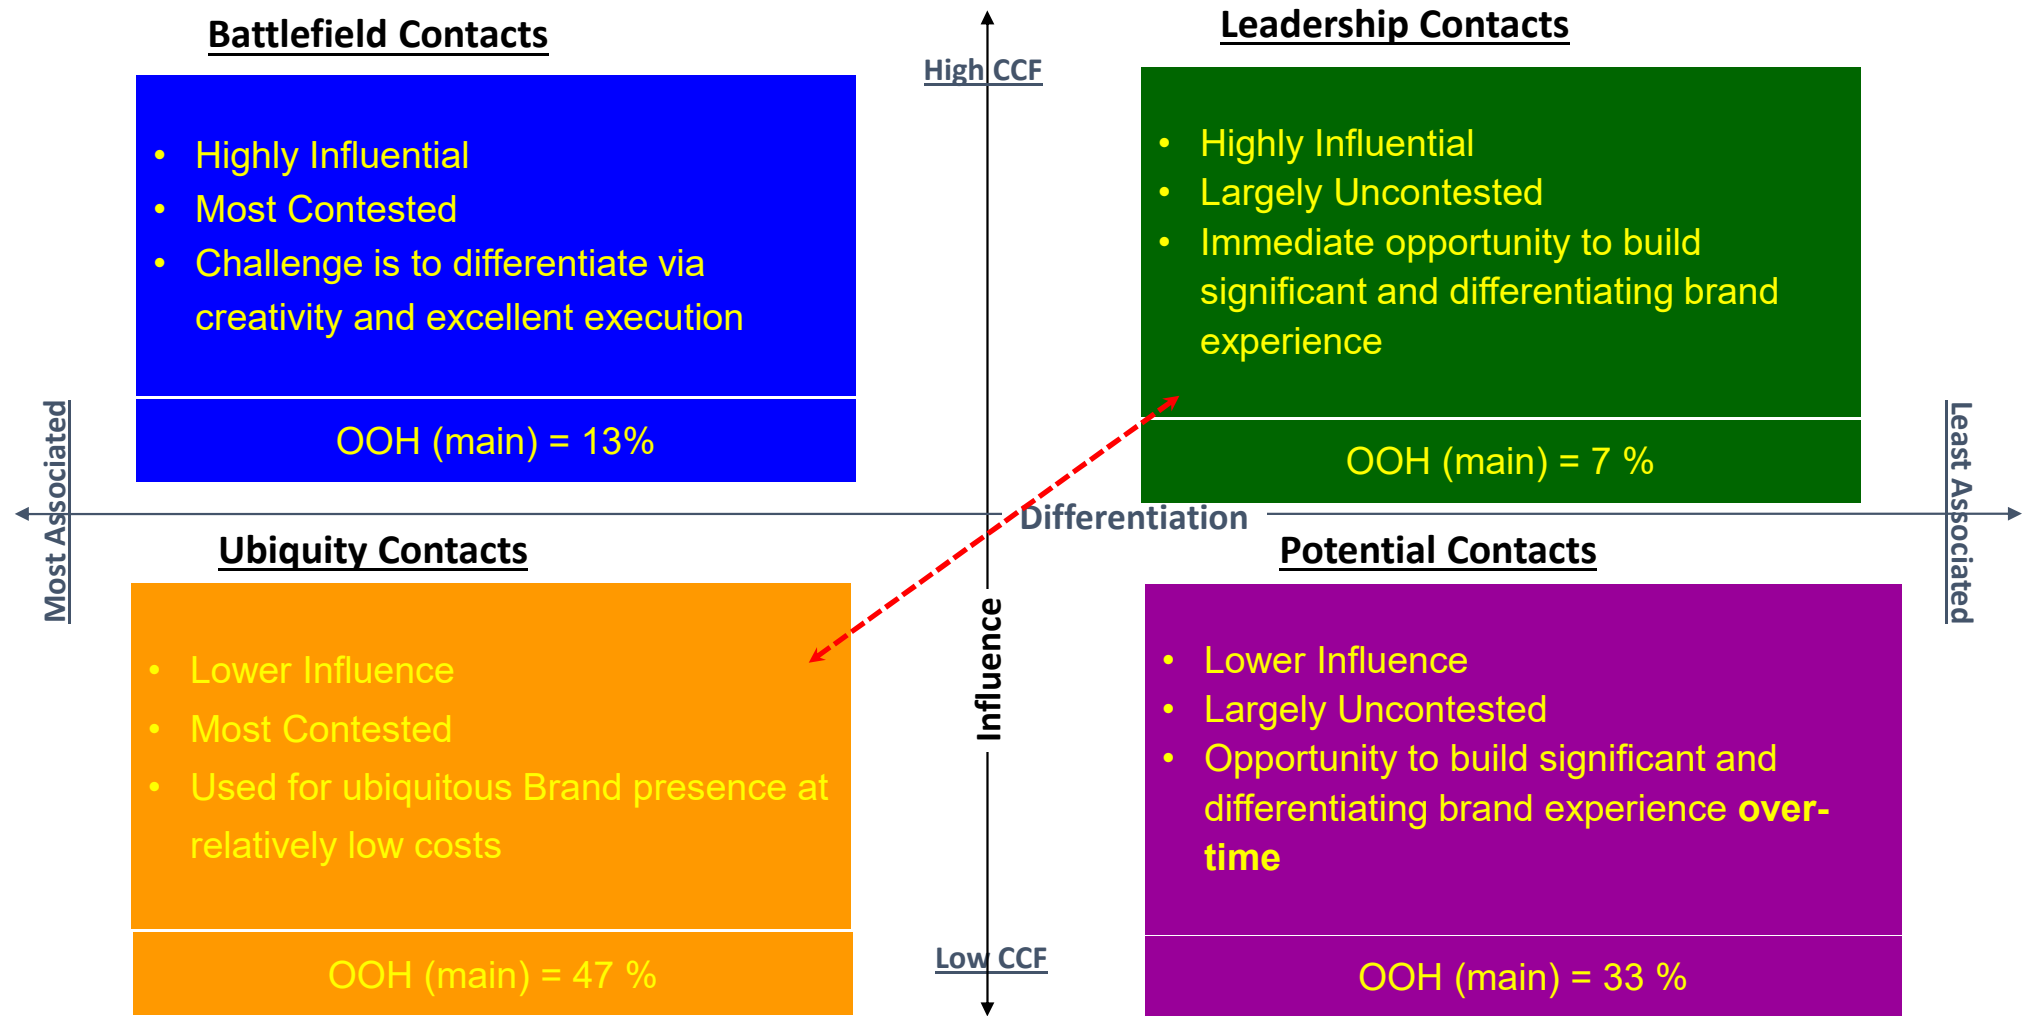 Battlefield Contacts
• Highly Influential
• Most Contested
• Challenge is to differentiate via
creativity and excellent execution
OOH (main) = 13%
High CCF
Leadership Contacts
• Highly Influential
• Largely Uncontested
• Immediate opportunity to build
significant and differentiating brand
experience
OOH (main) = 7 %
Most Associated
Differentiation
Least Associated
Ubiquity Contacts
• Lower Influence
• Most Contested
• Used for ubiquitous Brand presence at
relatively low costs
OOH (main) = 47 %
Influence
Low CCF
Potential Contacts
• Lower Influence
• Largely Uncontested
• Opportunity to build significant and
differentiating brand experience over-
time
OOH (main) = 33 %